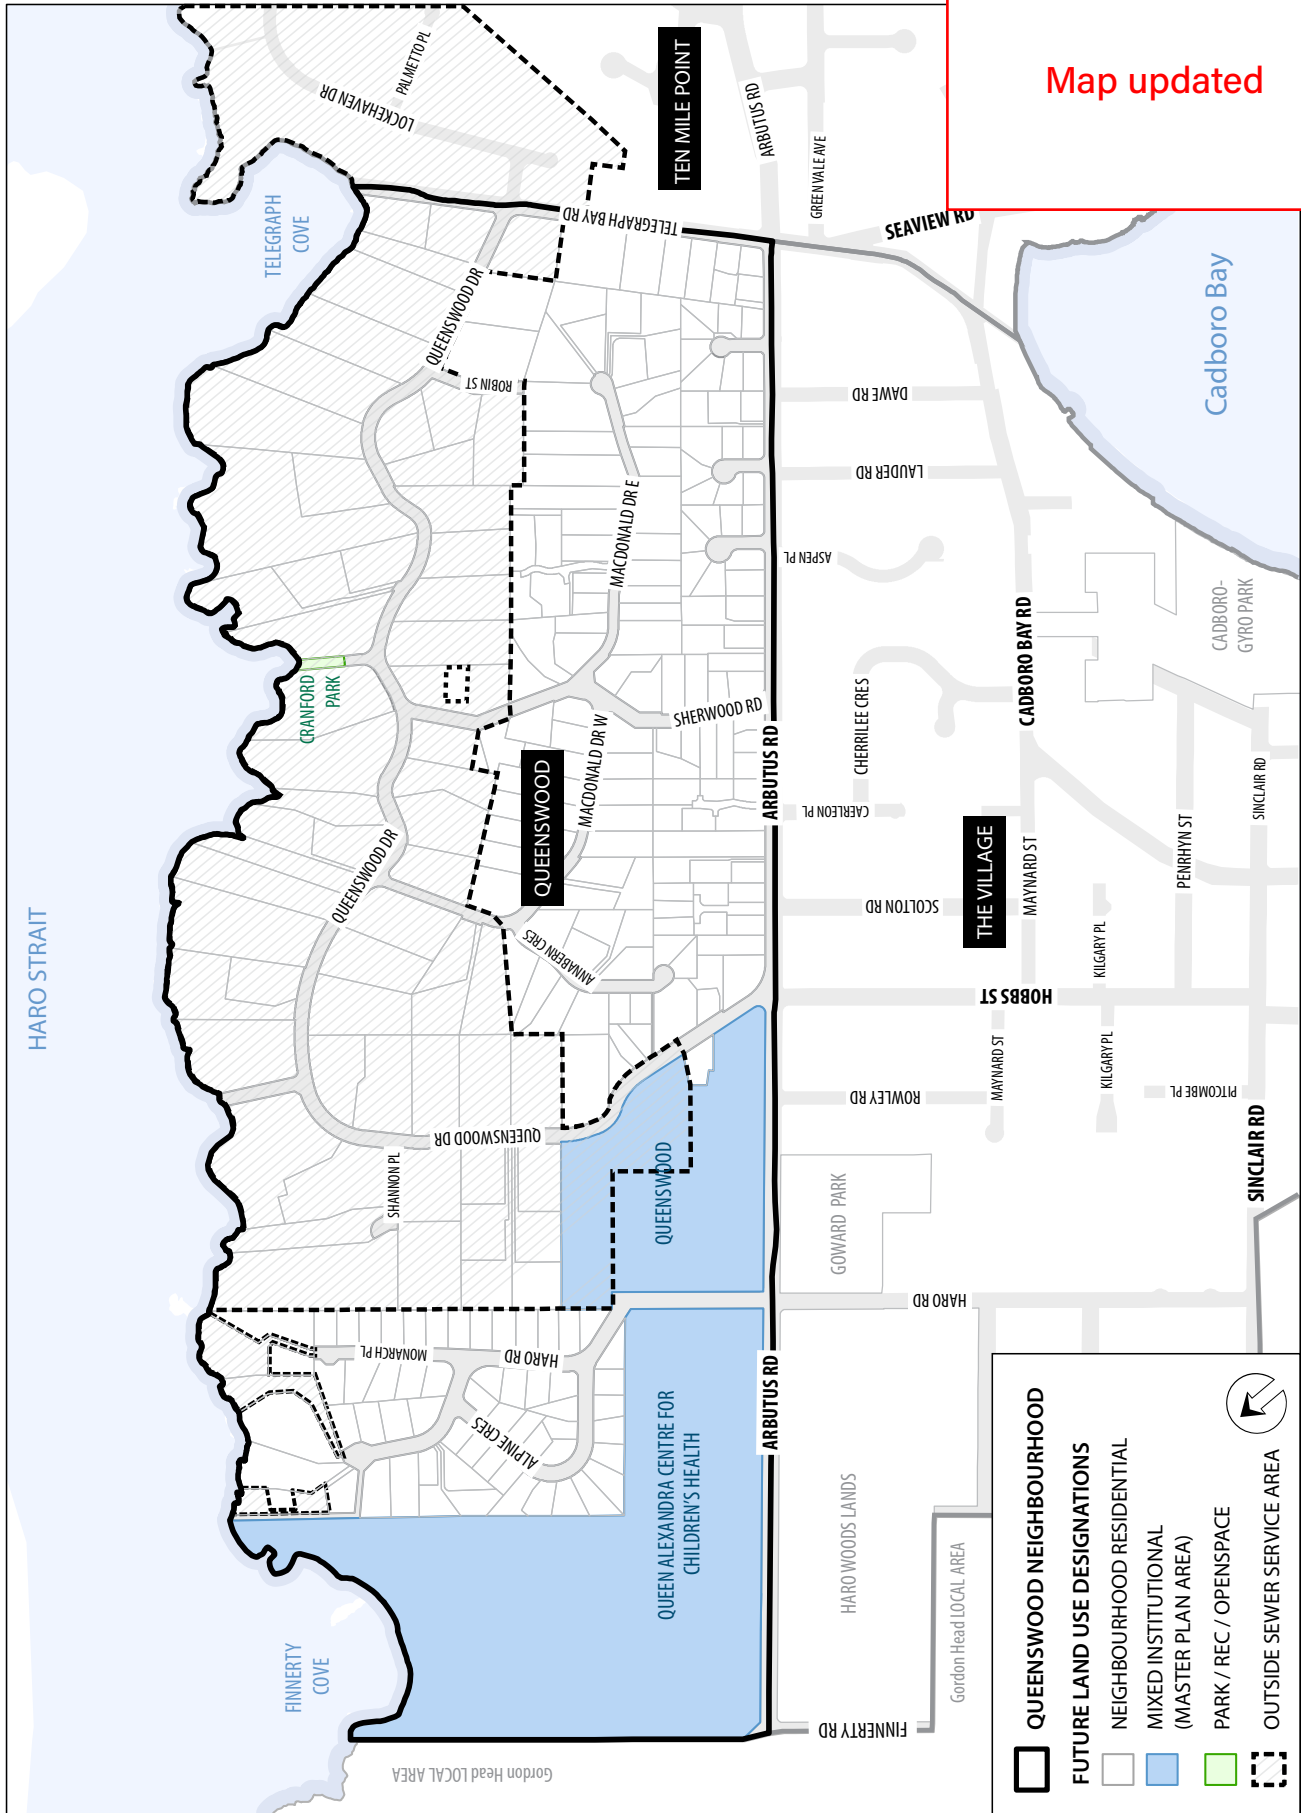 Map updated
HARO STRAIT
TELEGRAPH
COVE
LOCKEHAVEN DR
PALMETTO PL
TEN MILE POINT
ARBUTUS RD
GREENVALE AVE
TELEGRAPH BAY RD
SEAVIEW RD
Cadboro Bay
QUEENSWOOD DR
ROBIN ST
DAWE RD
LAUDER RD
MACDONALD DR E
ASPEN PL
CADBORO BAY RD
CADBORO-
GYRO PARK
CRANFORD
PARK
SHERWOOD RD
MACDONALD DR W
QUEENSWOOD
ARBUTUS RD
CHERRILEE CRES
CAERLEON PL
SINCLAIR RD
PENRHYN ST
QUEENSWOOD DR
ANNABERN CRES
SCOLTON RD
THE VILLAGE
MAYNARD ST
KILGARY PL
HOBBS ST
QUEENSWOOD DR
SHANNON PL
QUEENSWOOD
ROWLEY RD
MAYNARD ST
KILGARY PL
PITCOMBE PL
SINCLAIR RD
GOWARD PARK
HARO RD
MONARCH PL
HARO RD
ALPINE CRES
ARBUTUS RD
QUEEN ALEXANDRA CENTRE FOR
CHILDREN'S HEALTH
HARO WOODS LANDS
Gordon Head LOCAL AREA
FINNERTY
COVE
FINNERTY RD
Gordon Head LOCAL AREA
QUEENSWOOD NEIGHBOURHOOD
FUTURE LAND USE DESIGNATIONS
NEIGHBOURHOOD RESIDENTIAL
MIXED INSTITUTIONAL
(MASTER PLAN AREA)
PARK / REC / OPENSPACE
OUTSIDE SEWER SERVICE AREA